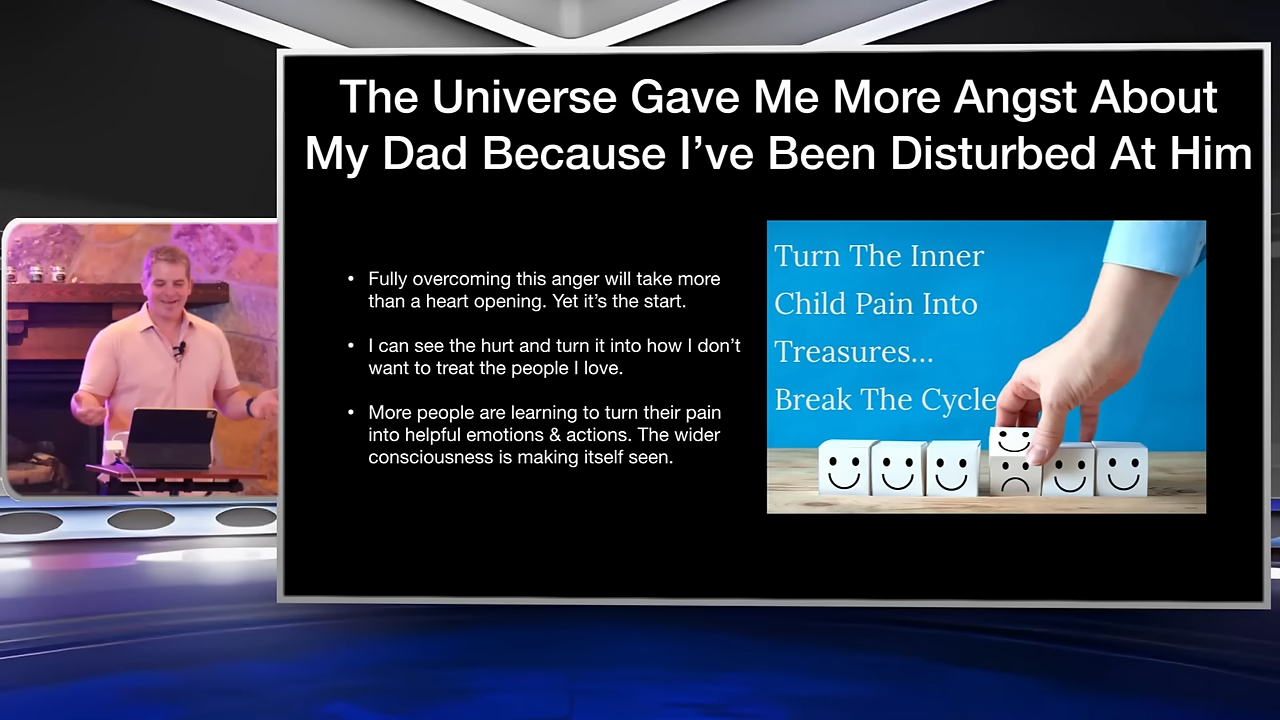 The Universe Gave Me More Angst About
My Dad Because I’ve Been Disturbed At Him
• Fully overcoming this anger will take more
than a heart opening. Yet it’s the start.
• I can see the hurt and turn it into how I don’t
want to treat the people I love.
• More people are learning to turn their pain
into helpful emotions & actions. The wider
consciousness is making itself seen.
Turn The Inner
Child Pain Into
Treasures...
Break The Cycle